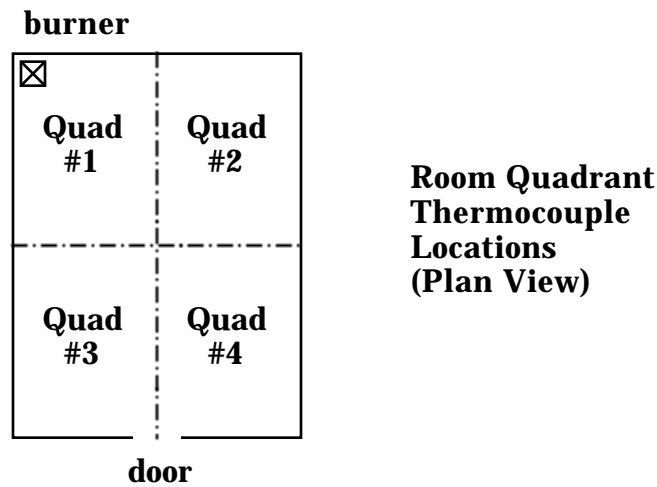 burner
Quad
#1
Quad
#2
Room Quadrant
Thermocouple
Locations
(Plan View)
Quad
#3
Quad
#4
door